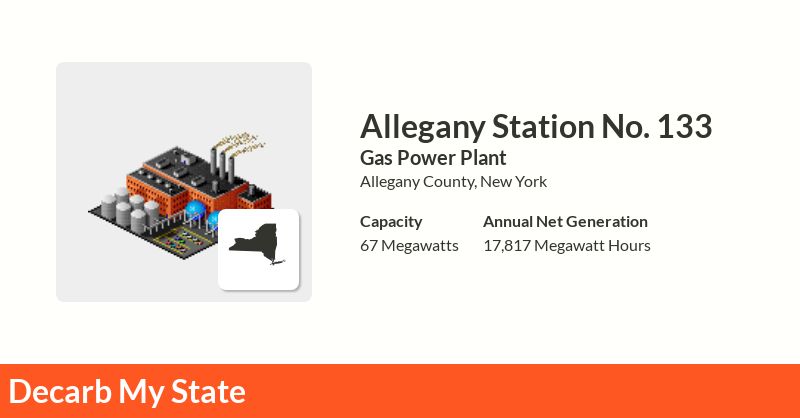 Allegany Station No. 133
Gas Power Plant
Allegany County, New York
Capacity
67 Megawatts
Annual Net Generation
17,817 Megawatt Hours
Decarb My State